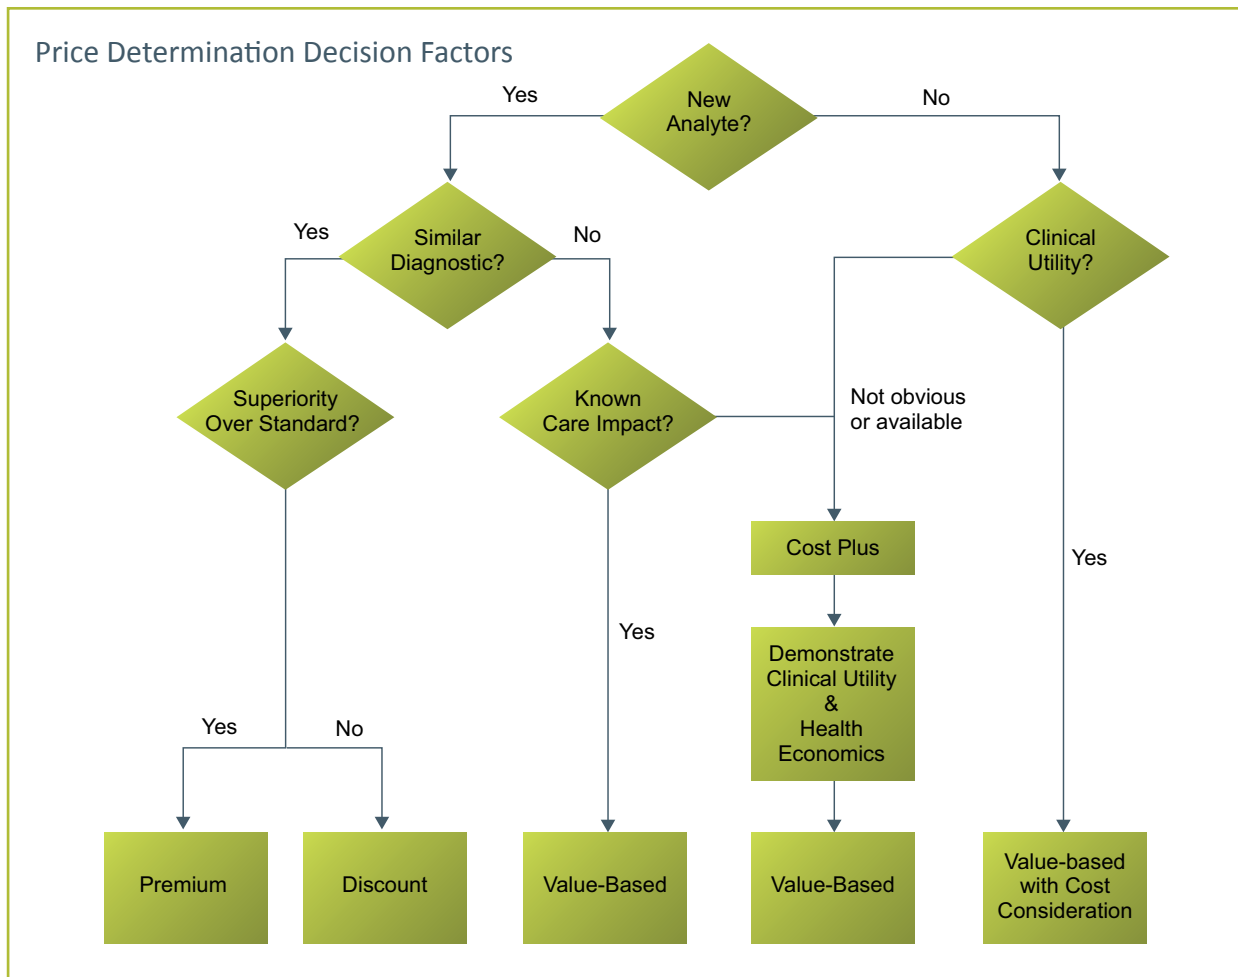 Price Determination Decision Factors
Yes
New
Analyte?
No
Yes
Similar
Diagnostic?
No
Clinical
Utility?
Superiority
Over Standard?
Known
Care Impact?
Not obvious
or available
Cost Plus
Yes
Yes
Demonstrate
Clinical Utility
&
Health
Economics
Yes
No
Premium
Discount
Value-Based
Value-Based
Value-based
with Cost
Consideration